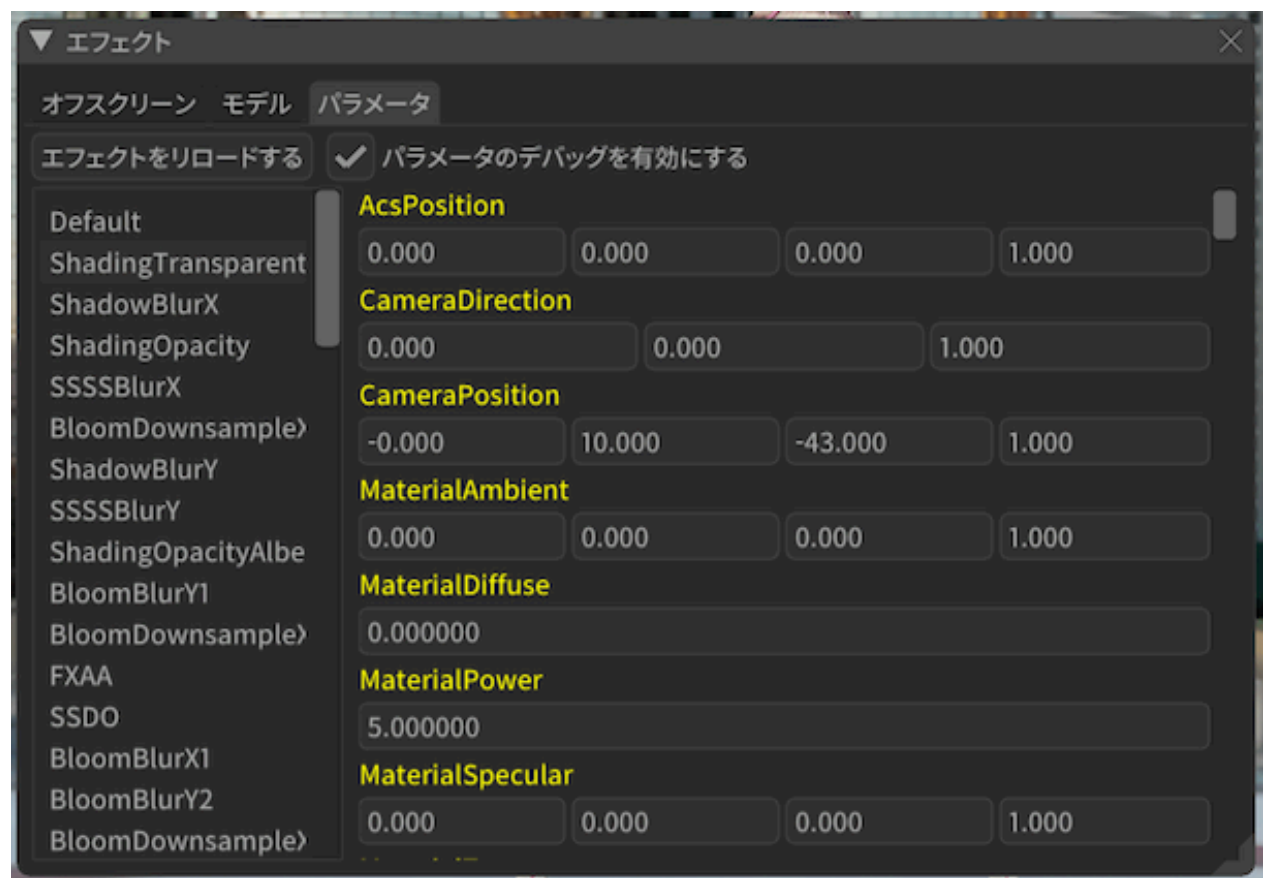 エフェクト
オフスクリーン モデル パラメータ
エフェクトをリロードする パラメータのデバッグを有効にする
Default
ShadingTransparent
ShadowBlurX
ShadingOpacity
SSSSBlurX
BloomDownsampleX
ShadowBlurY
SSSSBlurY
ShadingOpacityAlbe
BloomBlurY1
BloomDownsampleX
FXAA
SSDO
BloomBlurX1
BloomBlurY2
BloomDownsampleX
AcsPosition
0.000 0.000 0.000 1.000
CameraDirection
0.000 0.000 1.000
CameraPosition
-0.000 10.000 -43.000 1.000
MaterialAmbient
0.000 0.000 0.000 1.000
MaterialDiffuse
0.000000
MaterialPower
5.000000
MaterialSpecular
0.000 0.000 0.000 1.000